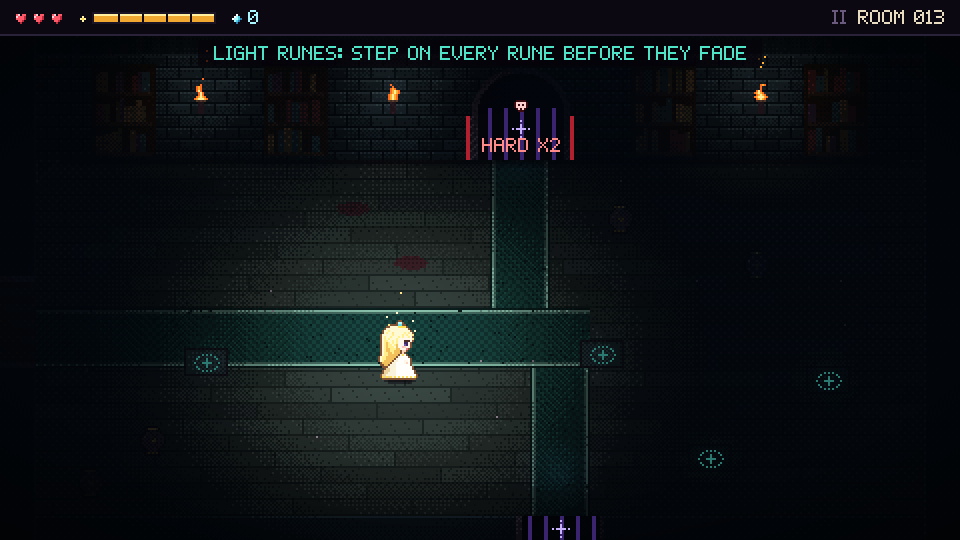 0
II ROOM 013
LIGHT RUNES: STEP ON EVERY RUNE BEFORE THEY FADE
HARD X2